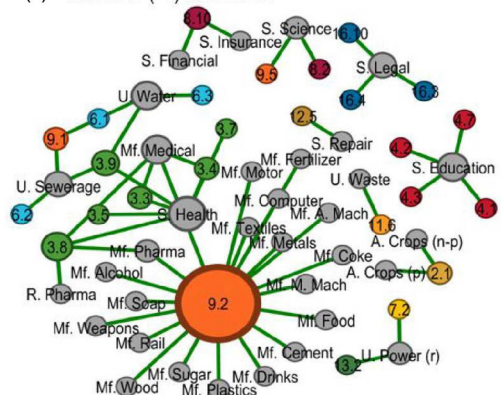 8.10
S. Insurance
S. Financial
S. Science
9.5
8.2
16.10
S. Legal
16.4
16.3
U. Water
6.3
6.1
9.1
3.9
U. Sewerage
6.2
Mf. Medical
3.7
3.4
3.3
3.5
S. Health
3.8
R. Pharma
12.5
S. Repair
4.7
4.2
S. Education
4.3
4.1
Mf. Motor
Mf. Fertilizer
U. Waste
11.6
Mf. Computer
Mf. A. Mach
Mf. Textiles
Mf. Metals
A. Crops (n-p)
A. Crops (p)
2.1
Mf. Pharma
Mf. Coke
Mf. Alcohol
Mf. M. Mach
9.2
Mf. Soap
Mf. Food
7.2
Mf. Weapons
Mf. Rail
Mf. Cement
U. Power (r)
13.2
Mf. Wood
Mf. Sugar
Mf. Plastics
Mf. Drinks